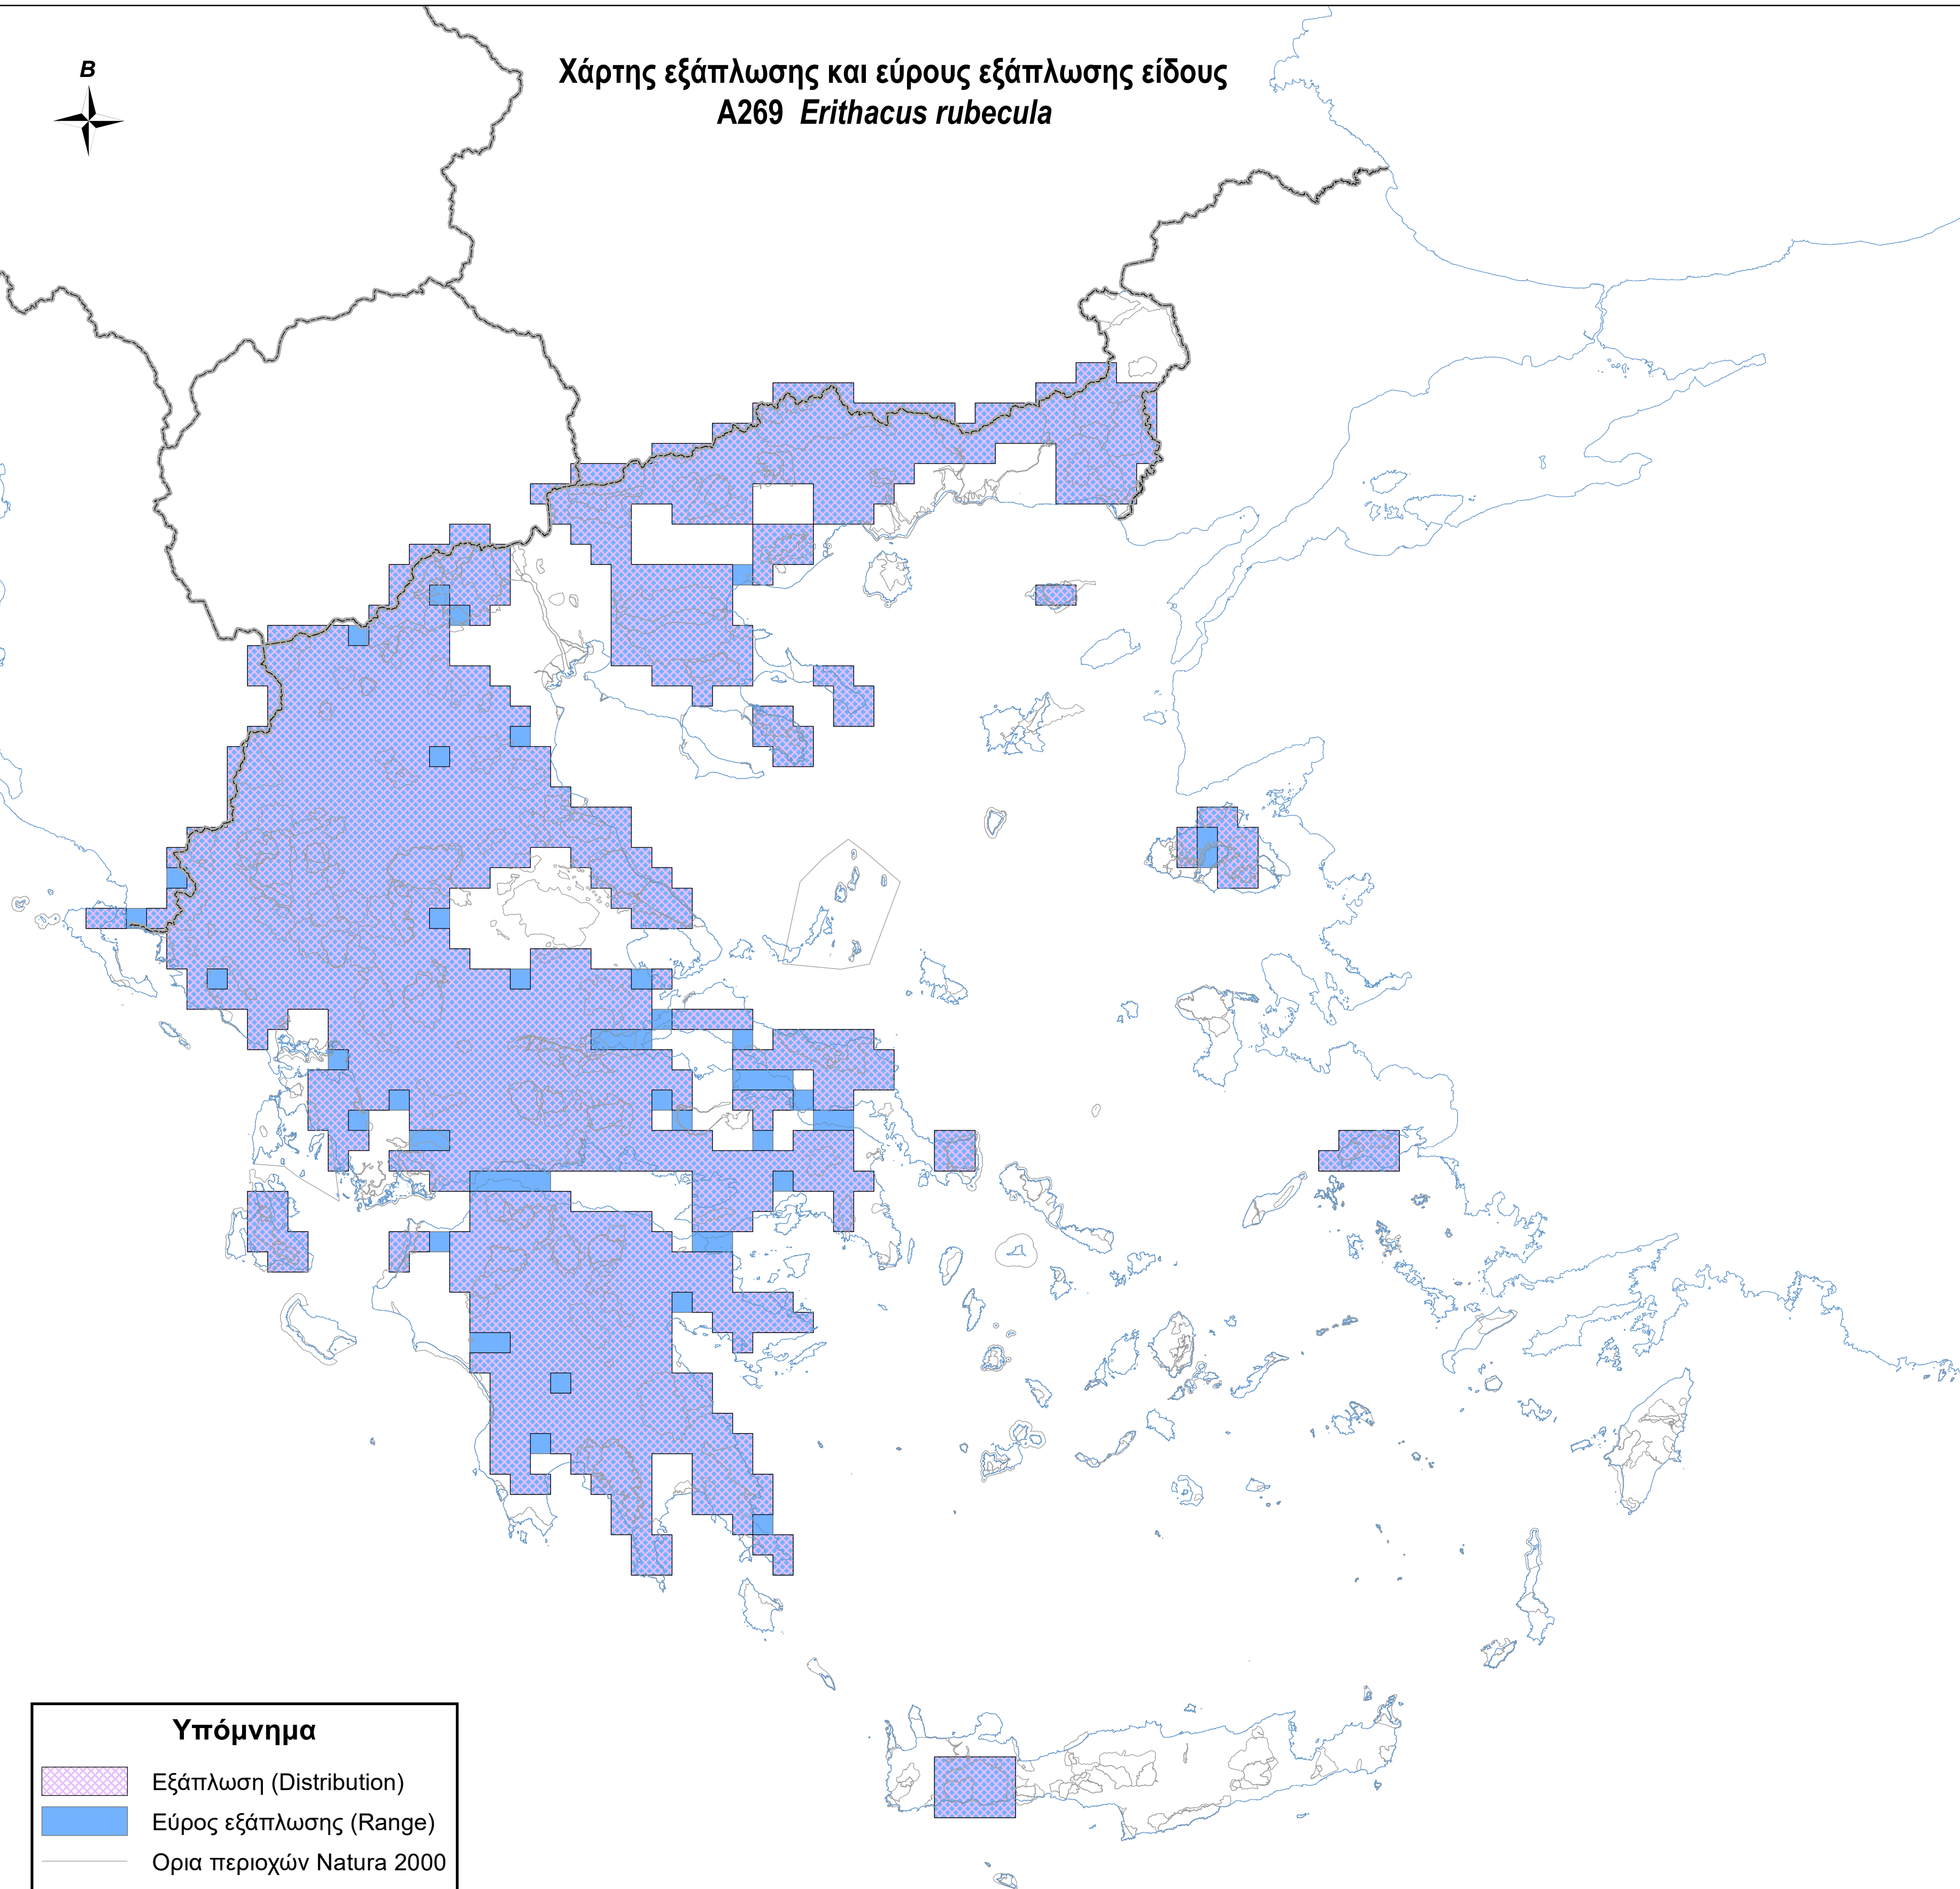 B
Χάρτης εξάπλωσης και εύρους εξάπλωσης είδους
A269 Erithacus rubecula
Υπόμνημα
Εξάπλωση (Distribution)
Εύρος εξάπλωσης (Range)
Ορια περιοχών Natura 2000